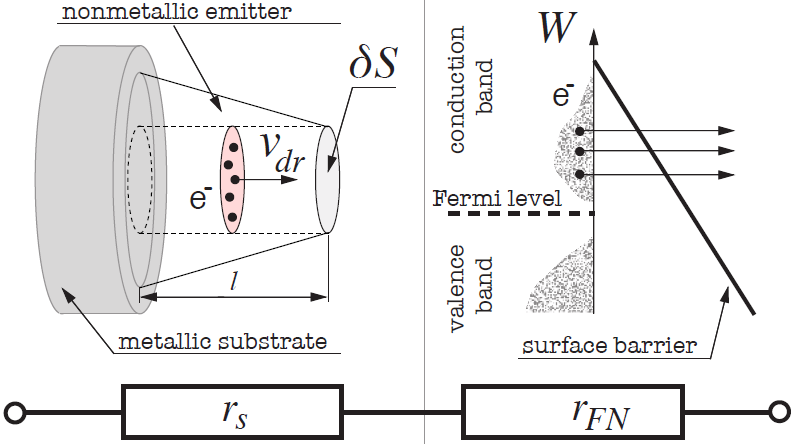 nonmetallic emitter
δS
v_dr
e⁻
l
metallic substrate
W
conduction
band
e⁻
Fermi level
valence
band
surface barrier
r_s
r_FN